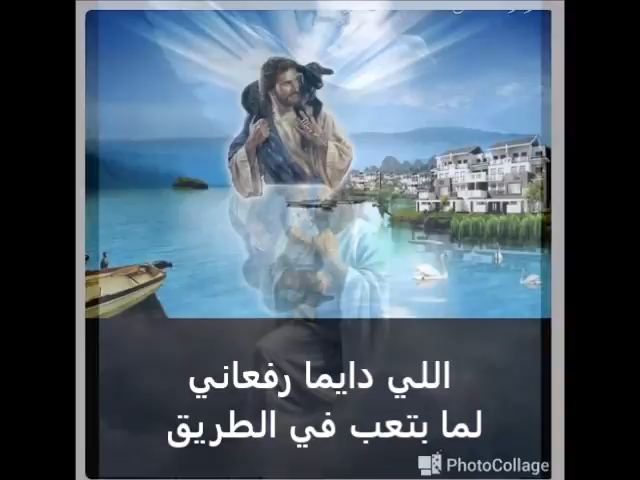 اللي دايما رفعاني
لما بتعب في الطريق
PhotoCollage